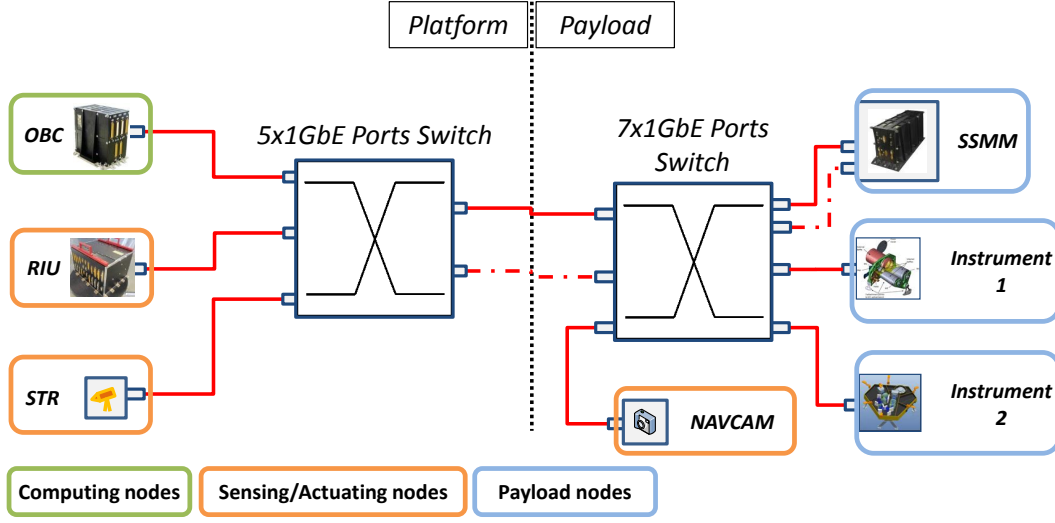 Platform
Payload
5x1GbE Ports Switch
7x1GbE Ports
Switch
OBC
RIU
STR
SSMM
Instrument
1
Instrument
2
NAVCAM
Computing nodes
Sensing/Actuating nodes
Payload nodes